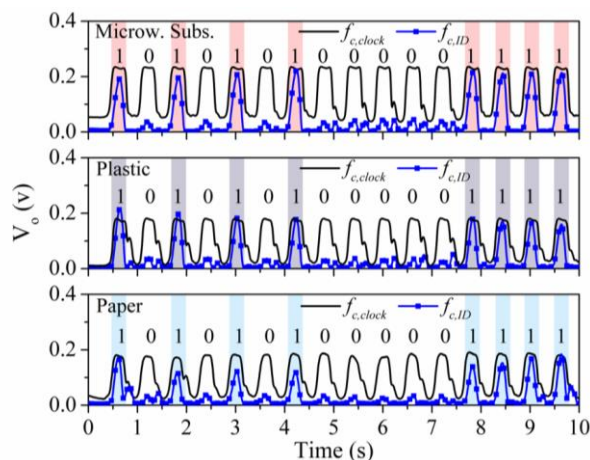 Microw. Subs. f_c,clock f_c,ID
0.4
1 0 1 0 1 0 1 0 0 0 0 0 1 1 1 1
0.2
0.0
Plastic f_c,clock f_c,ID
0.4
1 0 1 0 1 0 1 0 0 0 0 0 1 1 1 1
0.2
0.0
V_o (v)
Paper f_c,clock f_c,ID
0.4
1 0 1 0 1 0 1 0 0 0 0 0 1 1 1 1
0.2
0.0
0 1 2 3 4 5 6 7 8 9 10
Time (s)